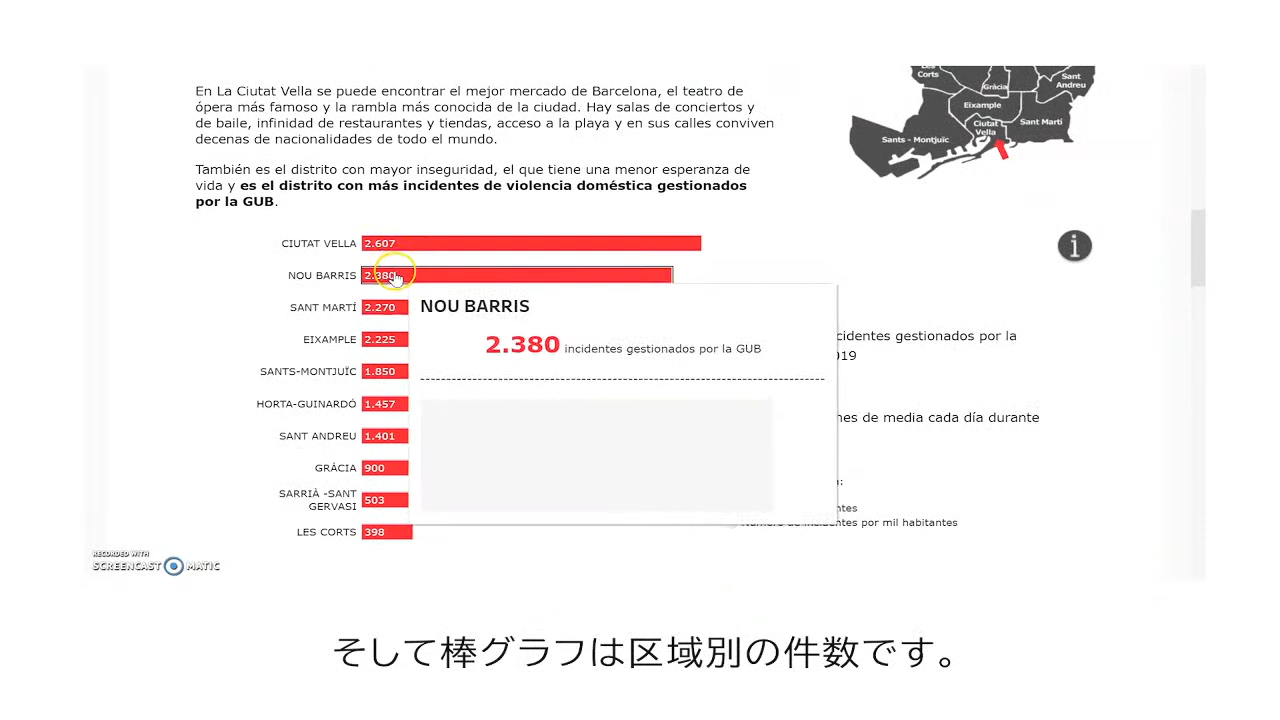 En La Ciutat Vella se puede encontrar el mejor mercado de Barcelona, el teatro de
ópera más famoso y la rambla más conocida de la ciudad. Hay salas de conciertos y
de baile, infinidad de restaurantes y tiendas, acceso a la playa y en sus calles conviven
decenas de nacionalidades de todo el mundo.
También es el distrito con mayor inseguridad, el que tiene una menor esperanza de
vida y es el distrito con más incidentes de violencia doméstica gestionados
por la GUB.
Corts
Gràcia
Sant
Andreu
Eixample
Ciutat
Vella
Sant Martí
Sants - Montjuïc
CIUTAT VELLA 2.607
NOU BARRIS 2.380
SANT MARTÍ 2.270
EIXAMPLE 2.225
SANTS-MONTJUÏC 1.850
HORTA-GUINARDÓ 1.457
SANT ANDREU 1.401
GRÀCIA 900
SARRIÀ -SANT
GERVASI 503
LES CORTS 398
NOU BARRIS
2.380 incidentes gestionados por la GUB
i
gestionados por la
de media cada día durante
incidentes por mil habitantes
RECORDED WITH
SCREENCAST MATIC
そして棒グラフは区域別の件数です。